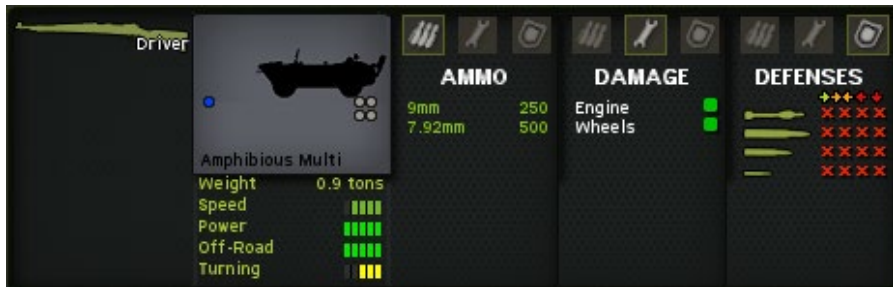 Driver
Amphibious Multi
Weight 0.9 tons
Speed
Power
Off-Road
Turning
AMMO
9mm 250
7.92mm 500
DAMAGE
Engine
Wheels
DEFENSES